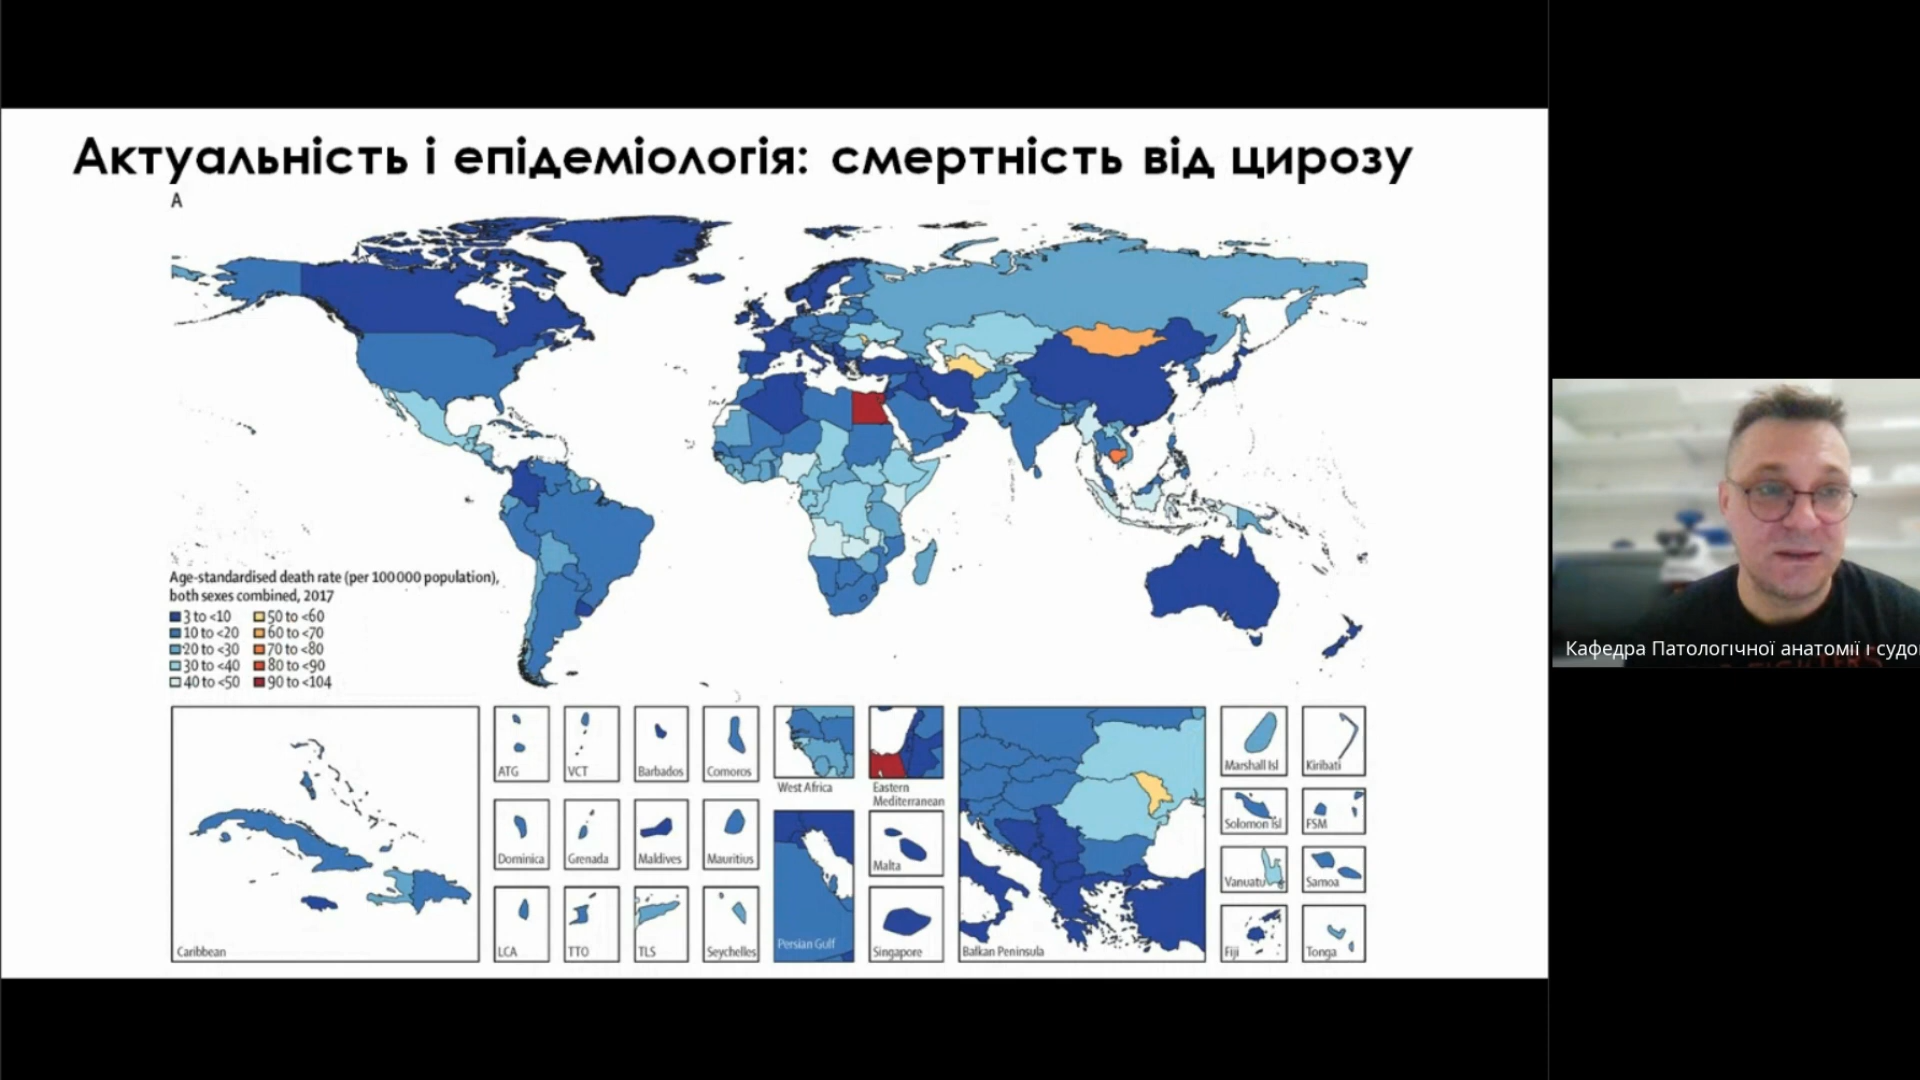 Актуальність і епідеміологія: смертність від цирозу
A
Age-standardised death rate (per 100 000 population),
both sexes combined, 2017
3 to <10
50 to <60
10 to <20
60 to <70
20 to <30
70 to <80
30 to <40
80 to <90
40 to <50
90 to <104
Caribbean
ATG
VCT
Barbados
Comoros
West Africa
Eastern
Mediterranean
Dominica
Grenada
Maldives
Mauritius
LCA
TTO
TLS
Seychelles
Persian Gulf
Malta
Singapore
Balkan Peninsula
Marshall Isl
Kiribati
Solomon Isl
FSM
Vanuatu
Samoa
Fiji
Tonga
Кафедра Патологічної анатомії і судо